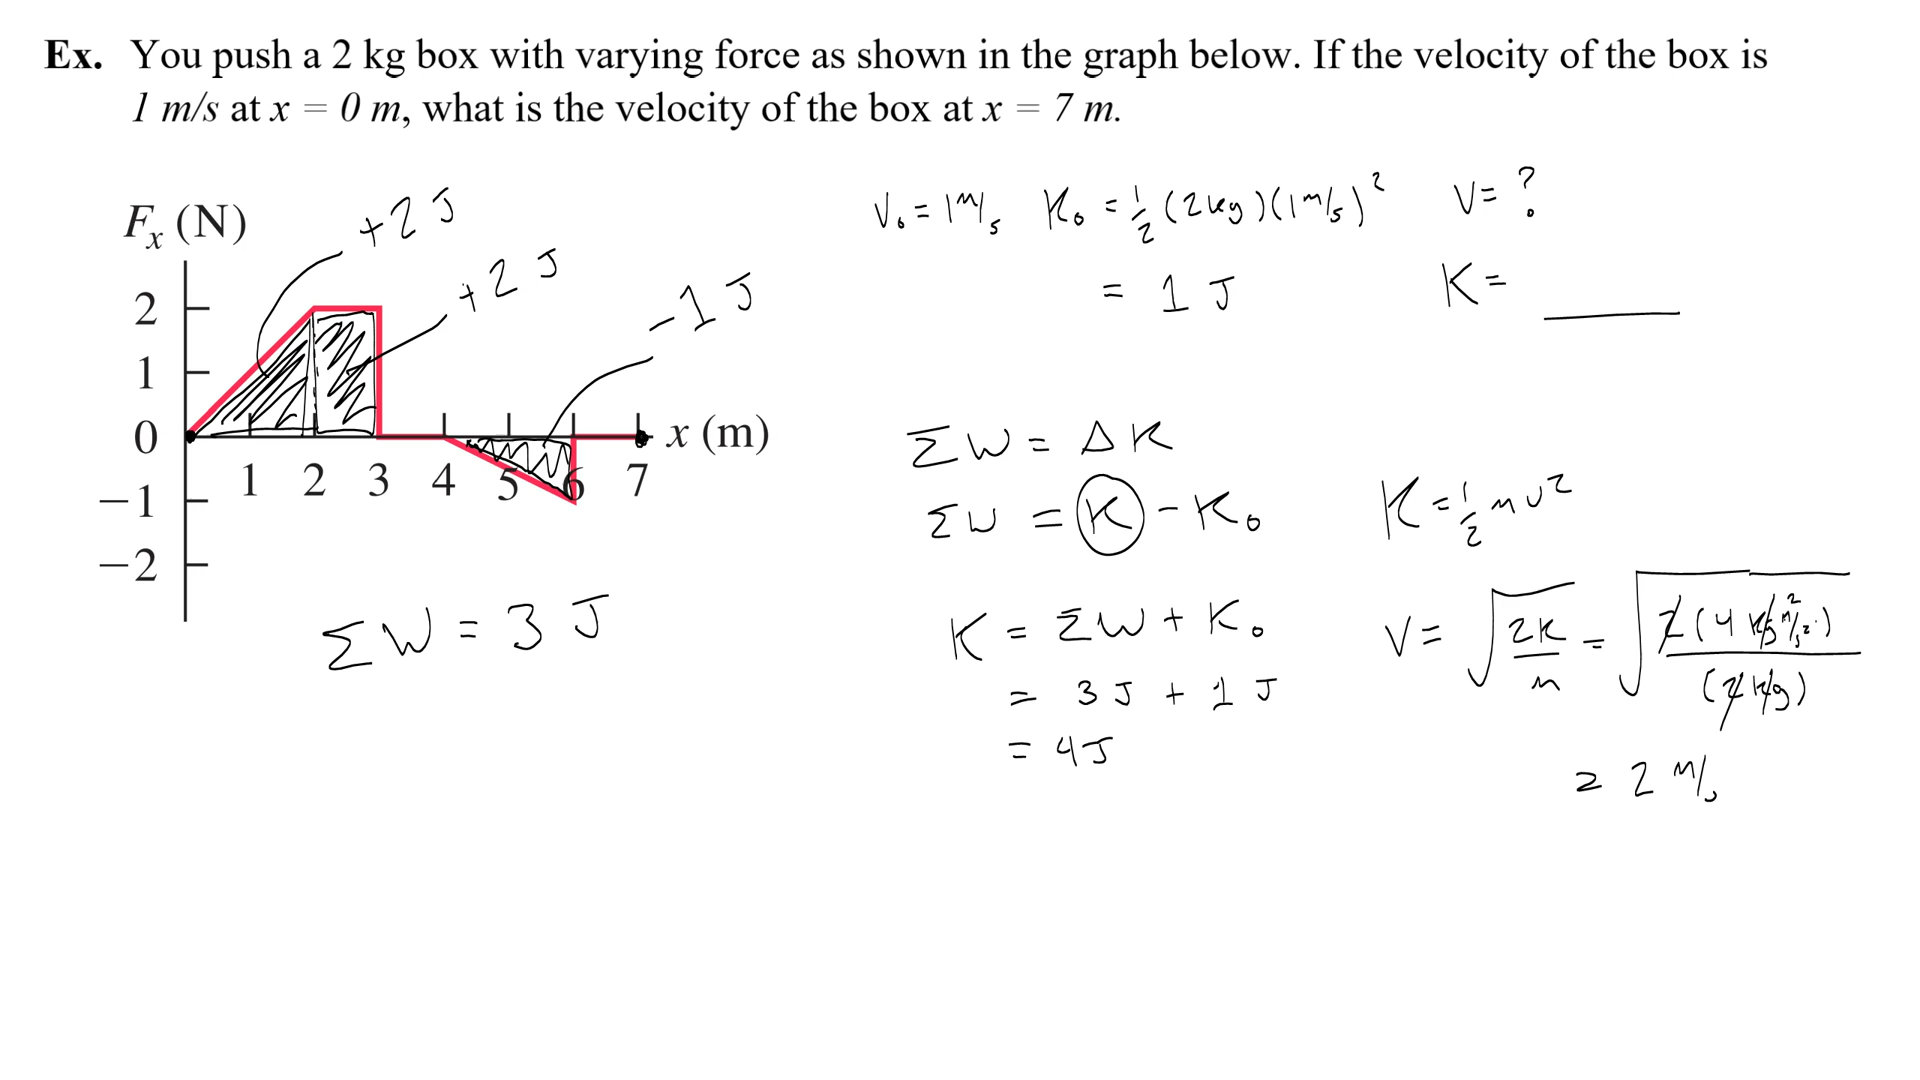 Ex. You push a 2 kg box with varying force as shown in the graph below. If the velocity of the box is
1 m/s at x = 0 m, what is the velocity of the box at x = 7 m.
Fx (N)
2
1
0
−1
−2
1 2 3 4 5 6 7
x (m)
+2 J
+2 J
−1 J
ΣW = 3 J
V₀ = 1 m/s K₀ = ½ (2kg)(1 m/s)² V = ?
= 1 J K = ____
ΣW = ΔK
ΣW = K − K₀
K = ΣW + K₀
= 3 J + 1 J
= 4 J
K = ½ mv²
V = √(2K/m) = √(2(4 kg m²/s²)/(2 kg))
= 2 m/s